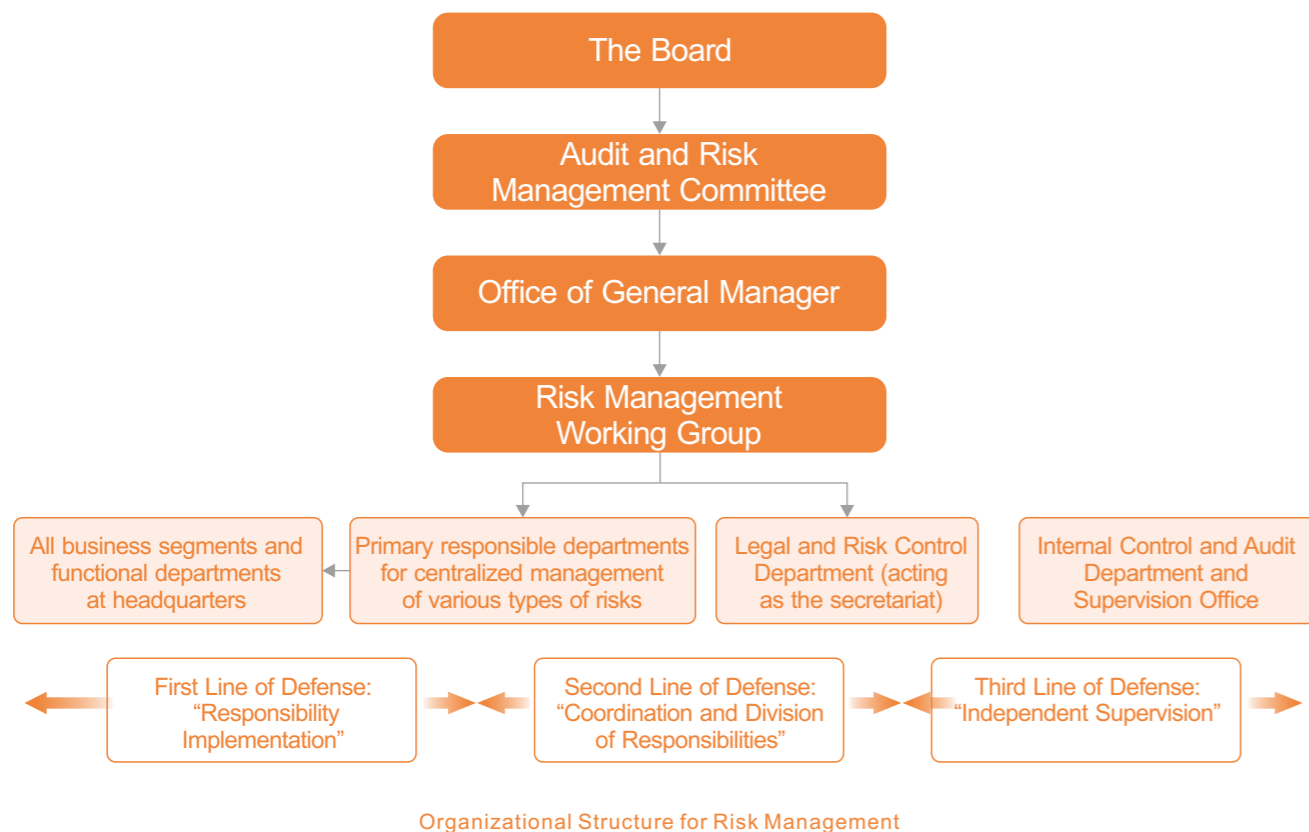 The Board
Audit and Risk
Management Committee
Office of General Manager
Risk Management
Working Group
All business segments and
functional departments
at headquarters
Primary responsible departments
for centralized management
of various types of risks
Legal and Risk Control
Department (acting
as the secretariat)
Internal Control and Audit
Department and
Supervision Office
First Line of Defense:
“Responsibility
Implementation”
Second Line of Defense:
“Coordination and Division
of Responsibilities”
Third Line of Defense:
“Independent Supervision”
Organizational Structure for Risk Management